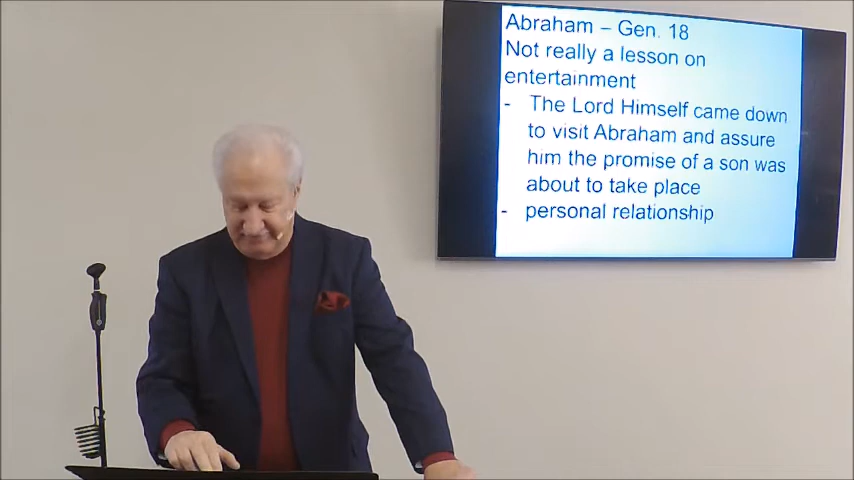 Abraham – Gen. 18
Not really a lesson on
entertainment
- The Lord Himself came down
to visit Abraham and assure
him the promise of a son was
about to take place
- personal relationship